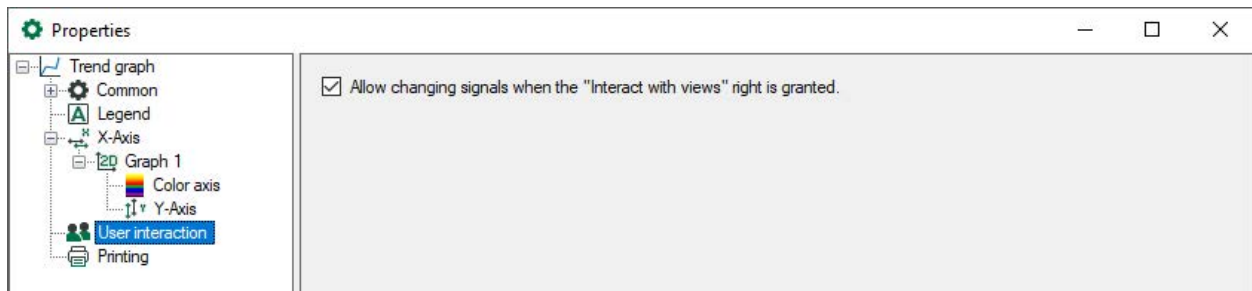 Properties
Trend graph
Common
A Legend
X X-Axis
2D Graph 1
Color axis
Y Y-Axis
User interaction
Printing
Allow changing signals when the "Interact with views" right is granted.